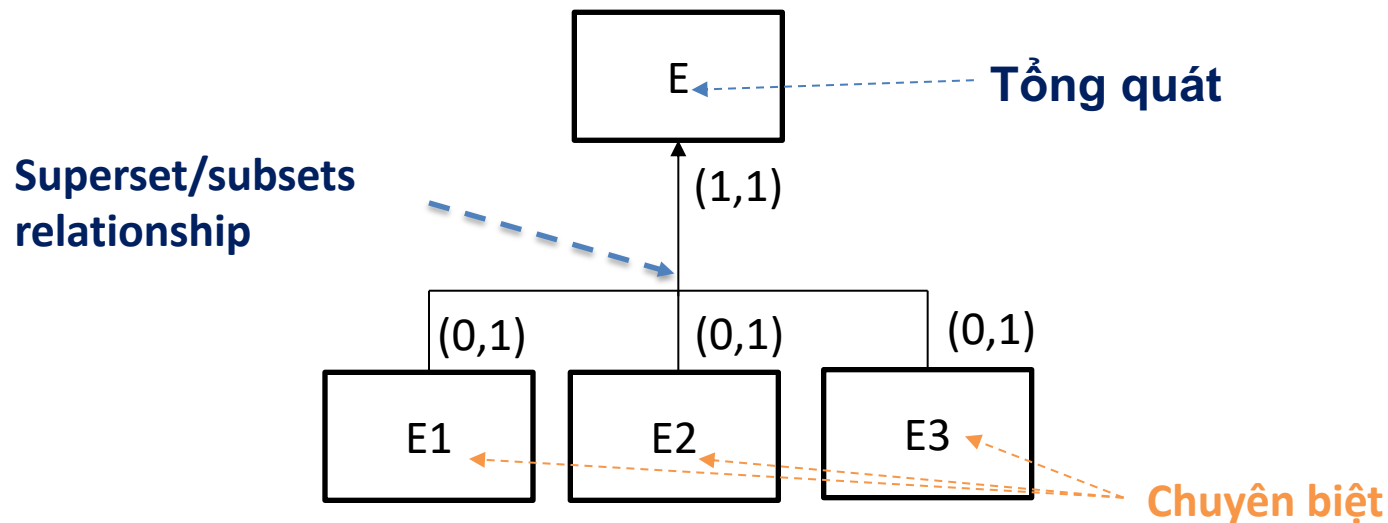 E
Tổng quát
Superset/subsets
relationship
(1,1)
(0,1)
(0,1)
(0,1)
E1
E2
E3
Chuyên biệt